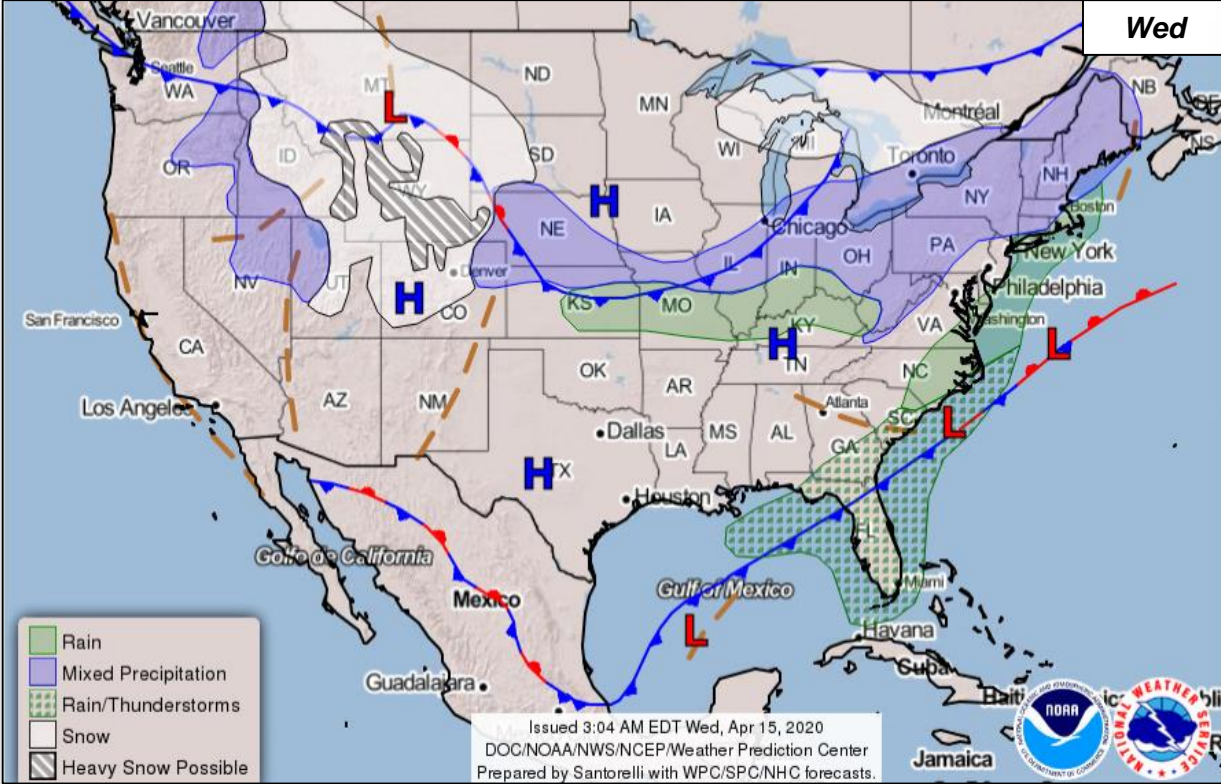 Wed
Vancouver
Seattle
WA
MT
ND
MN
Montréal
NB
NS
OR
ID
WY
SD
WI
MI
Toronto
NH
NY
Boston
NE
IA
Chicago
PA
New York
NV
UT
Denver
CO
KS
MO
IL
IN
OH
Philadelphia
San Francisco
CA
KY
VA
Washington
AZ
NM
OK
AR
TN
NC
Los Angeles
Dallas
MS
AL
Atlanta
SC
GA
TX
LA
Houston
FL
H
H
H
H
L
L
L
L
Golfo de California
Mexico
Gulf of Mexico
Miami
Havana
Cuba
Guadalajara
Haiti
Jamaica
Rain
Mixed Precipitation
Rain/Thunderstorms
Snow
Heavy Snow Possible
Issued 3:04 AM EDT Wed, Apr 15, 2020
DOC/NOAA/NWS/NCEP/Weather Prediction Center
Prepared by Santorelli with WPC/SPC/NHC forecasts.
NOAA
NATIONAL WEATHER SERVICE